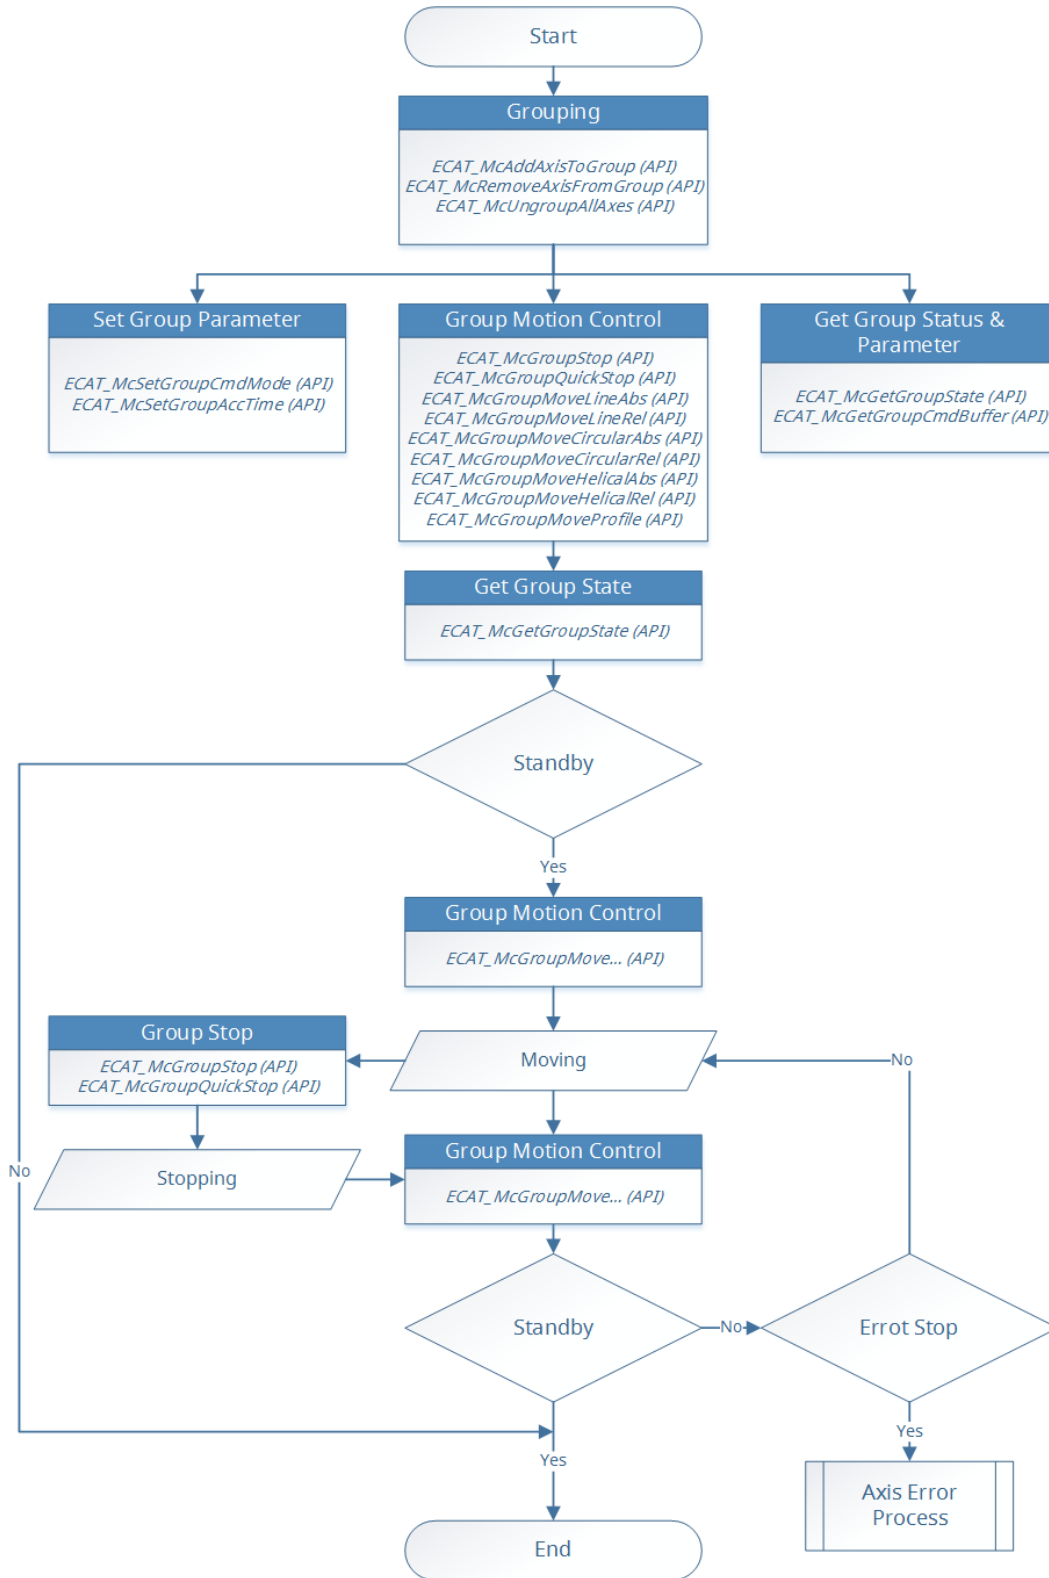 Start
Grouping
ECAT_McAddAxisToGroup (API)
ECAT_McRemoveAxisFromGroup (API)
ECAT_McUngroupAllAxes (API)
Set Group Parameter
ECAT_McSetGroupCmdMode (API)
ECAT_McSetGroupAccTime (API)
Group Motion Control
ECAT_McGroupStop (API)
ECAT_McGroupQuickStop (API)
ECAT_McGroupMoveLineAbs (API)
ECAT_McGroupMoveLineRel (API)
ECAT_McGroupMoveCircularAbs (API)
ECAT_McGroupMoveCircularRel (API)
ECAT_McGroupMoveHelicalAbs (API)
ECAT_McGroupMoveHelicalRel (API)
ECAT_McGroupMoveProfile (API)
Get Group Status &
Parameter
ECAT_McGetGroupState (API)
ECAT_McGetGroupCmdBuffer (API)
Get Group State
ECAT_McGetGroupState (API)
Standby
Yes
Group Motion Control
ECAT_McGroupMove... (API)
Group Stop
ECAT_McGroupStop (API)
ECAT_McGroupQuickStop (API)
Moving
No
Group Motion Control
ECAT_McGroupMove... (API)
No
Stopping
Standby
No
Errot Stop
Yes
Yes
Axis Error
Process
End